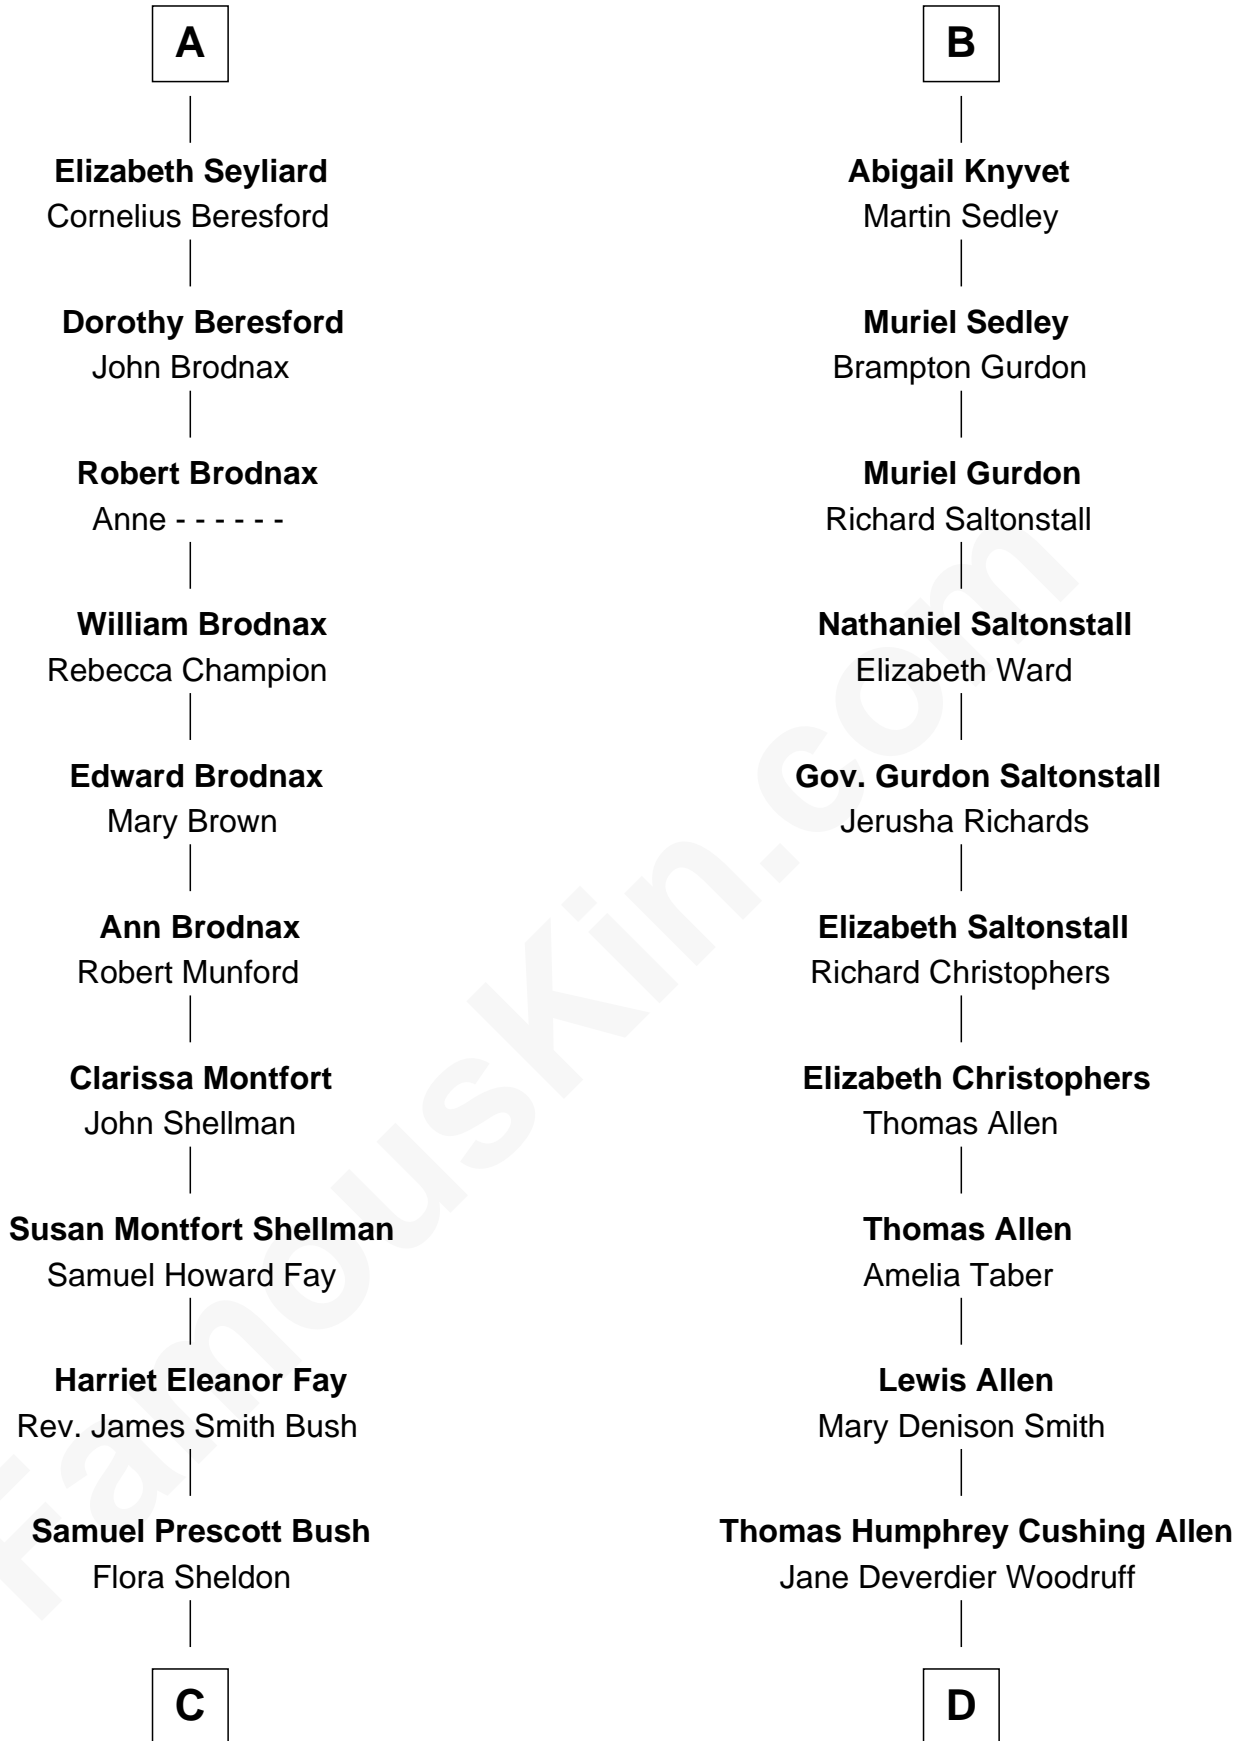 A
Elizabeth Seyliard
Cornelius Beresford
Dorothy Beresford
John Brodnax
Robert Brodnax
Anne - - - - - -
William Brodnax
Rebecca Champion
Edward Brodnax
Mary Brown
Ann Brodnax
Robert Munford
Clarissa Montfort
John Shellman
Susan Montfort Shellman
Samuel Howard Fay
Harriet Eleanor Fay
Rev. James Smith Bush
Samuel Prescott Bush
Flora Sheldon
C
B
Abigail Knyvet
Martin Sedley
Muriel Sedley
Brampton Gurdon
Muriel Gurdon
Richard Saltonstall
Nathaniel Saltonstall
Elizabeth Ward
Gov. Gurdon Saltonstall
Jerusha Richards
Elizabeth Saltonstall
Richard Christophers
Elizabeth Christophers
Thomas Allen
Thomas Allen
Amelia Taber
Lewis Allen
Mary Denison Smith
Thomas Humphrey Cushing Allen
Jane Deverdier Woodruff
D
FamousKin.com